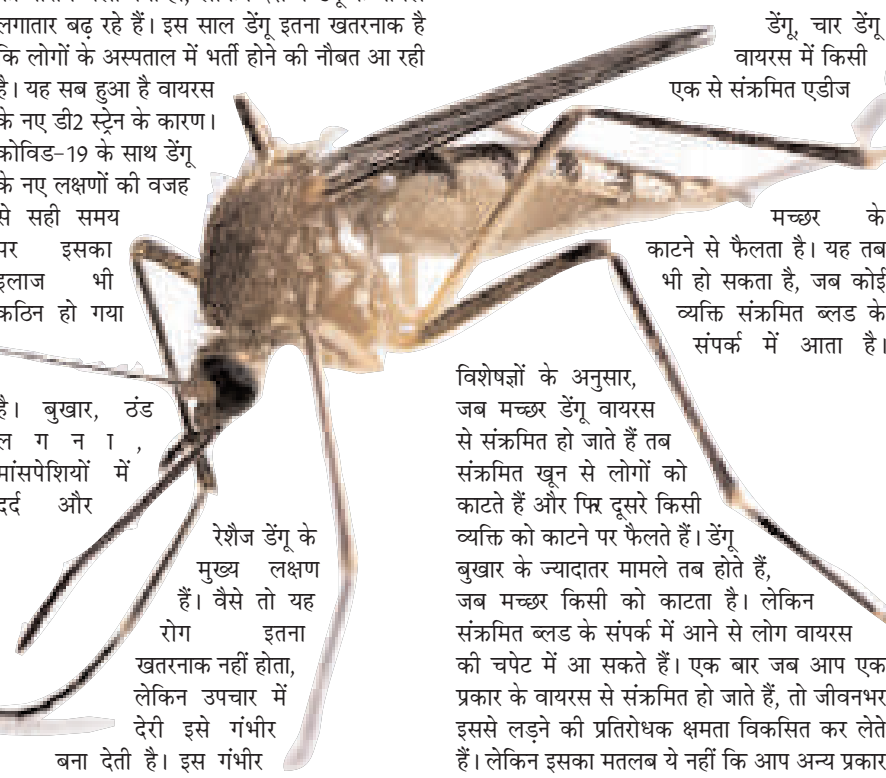 लगातार बढ़ रहे हैं। इस साल डेंगू इतना खतरनाक है
कि लोगों के अस्पताल में भर्ती होने की नौबत आ रही
है। यह सब हुआ है वायरस
के नए डी2 स्ट्रेन के कारण।
कोविड-19 के साथ डेंगू
के नए लक्षणों की वजह
से सही समय
पर इसका
इलाज भी
कठिन हो गया
है। बुखार, ठंड
लगना,
मांसपेशियों में
दर्द और
रेशैज डेंगू के
मुख्य लक्षण
हैं। वैसे तो यह
रोग इतना
खतरनाक नहीं होता,
लेकिन उपचार में
देरी इसे गंभीर
बना देती है। इस गंभीर
डेंगू, चार डेंगू
वायरस में किसी
एक से संक्रमित एडीज
मच्छर के
काटने से फैलता है। यह तब
भी हो सकता है, जब कोई
व्यक्ति संक्रमित ब्लड के
संपर्क में आता है।
विशेषज्ञों के अनुसार,
जब मच्छर डेंगू वायरस
से संक्रमित हो जाते हैं तब
संक्रमित खून से लोगों को
काटते हैं और फिर दूसरे किसी
व्यक्ति को काटने पर फैलते हैं। डेंगू
बुखार के ज्यादातर मामले तब होते हैं,
जब मच्छर किसी को काटता है। लेकिन
संक्रमित ब्लड के संपर्क में आने से लोग वायरस
की चपेट में आ सकते हैं। एक बार जब आप एक
प्रकार के वायरस से संक्रमित हो जाते हैं, तो जीवनभर
इससे लड़ने की प्रतिरोधक क्षमता विकसित कर लेते
हैं। लेकिन इसका मतलब ये नहीं कि आप अन्य प्रकार